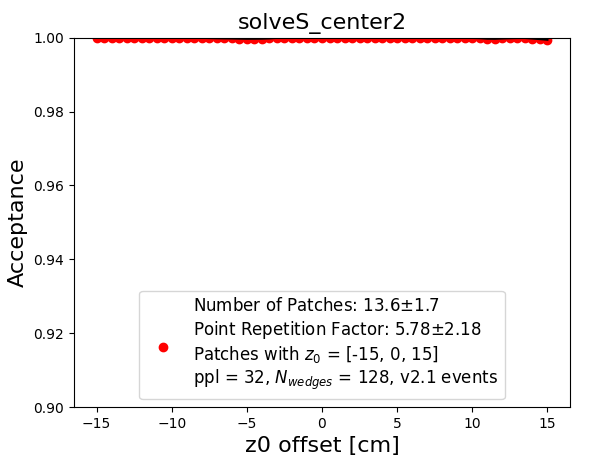 solveS_center2
1.00
0.98
0.96
0.94
0.92
0.90
Acceptance
Number of Patches: 13.6±1.7
Point Repetition Factor: 5.78±2.18
Patches with z₀ = [-15, 0, 15]
ppl = 32, N_wedges = 128, v2.1 events
−15 −10 −5 0 5 10 15
z0 offset [cm]